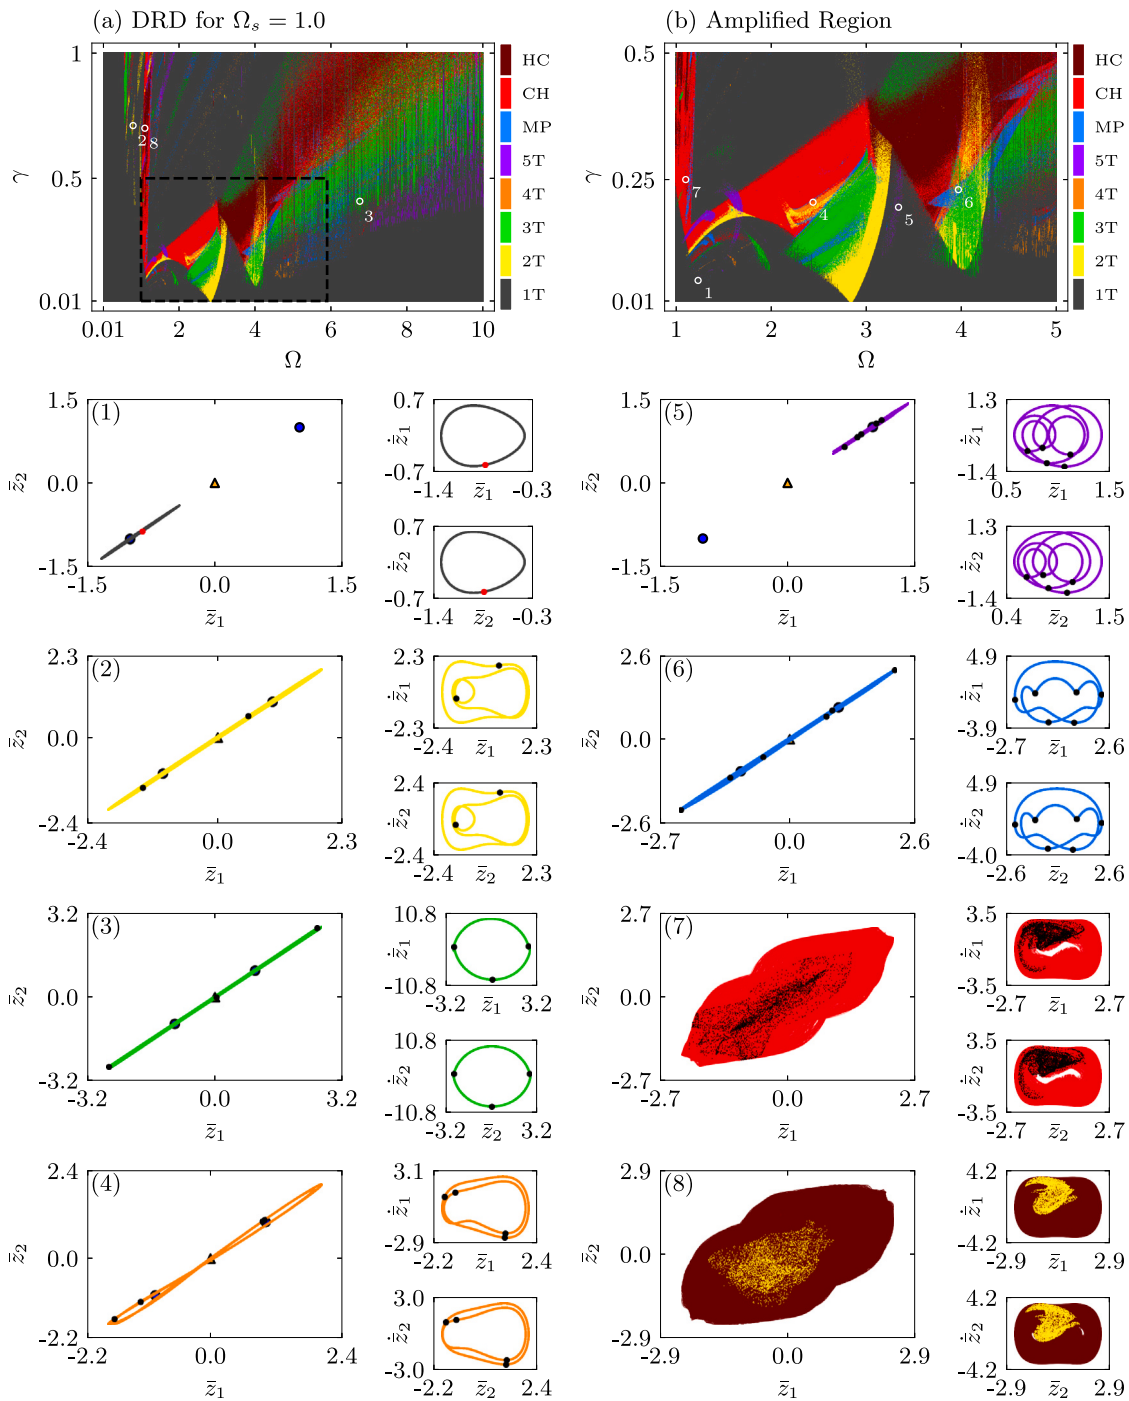 (a) DRD for Ωₛ = 1.0
1
0.5
0.01
γ
0.01 2 4 6 8 10
Ω
HC
CH
MP
5T
4T
3T
2T
1T
2
8
3
(b) Amplified Region
0.5
0.25
0.01
γ
1 2 3 4 5
Ω
HC
CH
MP
5T
4T
3T
2T
1T
7
1
4
5
6
(1)
1.5
0.0
-1.5
z̄₂
-1.5 0.0 1.5
z̄₁
0.7
-0.7
ż̄₁
-1.4 z̄₁ -0.3
0.7
-0.7
ż̄₂
-1.4 z̄₂ -0.3
(5)
1.5
0.0
-1.5
z̄₂
-1.5 0.0 1.5
z̄₁
1.3
-1.4
ż̄₁
0.5 z̄₁ 1.5
1.3
-1.4
ż̄₂
0.4 z̄₂ 1.5
(2)
2.3
0.0
-2.4
z̄₂
-2.4 0.0 2.3
z̄₁
2.3
-2.3
ż̄₁
-2.4 z̄₁ 2.3
2.4
-2.4
ż̄₂
-2.4 z̄₂ 2.3
(6)
2.6
0.0
-2.6
z̄₂
-2.7 0.0 2.6
z̄₁
4.9
-3.9
ż̄₁
-2.7 z̄₁ 2.6
4.9
-4.0
ż̄₂
-2.6 z̄₂ 2.6
(3)
3.2
0.0
-3.2
z̄₂
-3.2 0.0 3.2
z̄₁
10.8
-10.8
ż̄₁
-3.2 z̄₁ 3.2
10.8
-10.8
ż̄₂
-3.2 z̄₂ 3.2
(7)
2.7
0.0
-2.7
z̄₂
-2.7 0.0 2.7
z̄₁
3.5
-3.5
ż̄₁
-2.7 z̄₁ 2.7
3.5
-3.5
ż̄₂
-2.7 z̄₂ 2.7
(4)
2.4
0.0
-2.2
z̄₂
-2.2 0.0 2.4
z̄₁
3.1
-2.9
ż̄₁
-2.2 z̄₁ 2.4
3.0
-3.0
ż̄₂
-2.2 z̄₂ 2.4
(8)
2.9
0.0
-2.9
z̄₂
-2.9 0.0 2.9
z̄₁
4.2
-4.2
ż̄₁
-2.9 z̄₁ 2.9
4.2
-4.2
ż̄₂
-2.9 z̄₂ 2.9